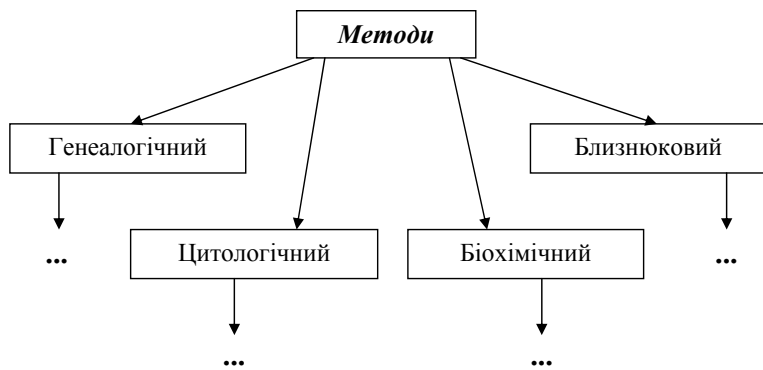 Методи
Генеалогічний
Близнюковий
...
Цитологічний
Біохімічний
...
...
...